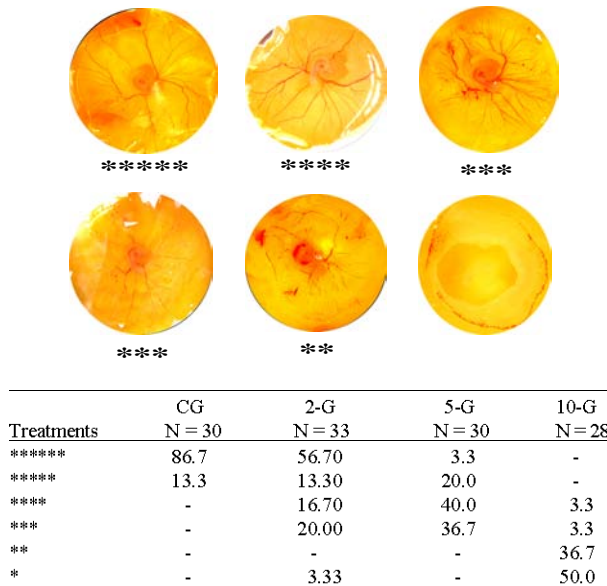 ***** **** ***
*** **
CG 2-G 5-G 10-G
Treatments N = 30 N = 33 N = 30 N = 28
****** 86.7 56.70 3.3 -
***** 13.3 13.30 20.0 -
**** - 16.70 40.0 3.3
*** - 20.00 36.7 3.3
** - - - 36.7
* - 3.33 - 50.0